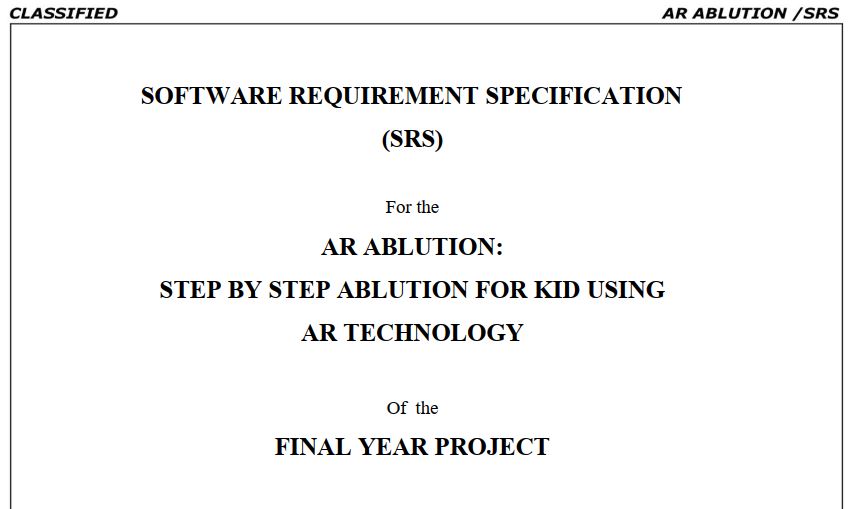 CLASSIFIED AR ABLUTION /SRS
SOFTWARE REQUIREMENT SPECIFICATION
(SRS)
For the
AR ABLUTION:
STEP BY STEP ABLUTION FOR KID USING
AR TECHNOLOGY
Of the
FINAL YEAR PROJECT